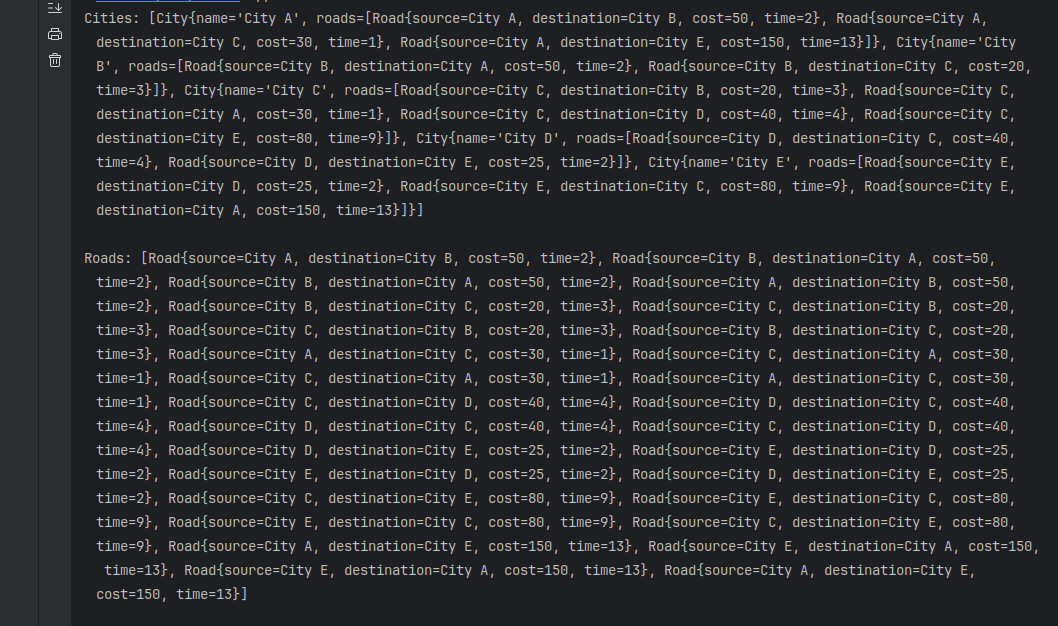 Cities: [City{name='City A', roads=[Road{source=City A, destination=City B, cost=50, time=2}, Road{source=City A,
destination=City C, cost=30, time=1}, Road{source=City A, destination=City E, cost=150, time=13}]}, City{name='City
B', roads=[Road{source=City B, destination=City A, cost=50, time=2}, Road{source=City B, destination=City C, cost=20,
time=3}]}, City{name='City C', roads=[Road{source=City C, destination=City B, cost=20, time=3}, Road{source=City C,
destination=City A, cost=30, time=1}, Road{source=City C, destination=City D, cost=40, time=4}, Road{source=City C,
destination=City E, cost=80, time=9}]}, City{name='City D', roads=[Road{source=City D, destination=City C, cost=40,
time=4}, Road{source=City D, destination=City E, cost=25, time=2}]}, City{name='City E', roads=[Road{source=City E,
destination=City D, cost=25, time=2}, Road{source=City E, destination=City C, cost=80, time=9}, Road{source=City E,
destination=City A, cost=150, time=13}]}]
Roads: [Road{source=City A, destination=City B, cost=50, time=2}, Road{source=City B, destination=City A, cost=50,
time=2}, Road{source=City B, destination=City A, cost=50, time=2}, Road{source=City A, destination=City B, cost=50,
time=2}, Road{source=City B, destination=City C, cost=20, time=3}, Road{source=City C, destination=City B, cost=20,
time=3}, Road{source=City C, destination=City B, cost=20, time=3}, Road{source=City B, destination=City C, cost=20,
time=3}, Road{source=City A, destination=City C, cost=30, time=1}, Road{source=City C, destination=City A, cost=30,
time=1}, Road{source=City C, destination=City A, cost=30, time=1}, Road{source=City A, destination=City C, cost=30,
time=1}, Road{source=City C, destination=City D, cost=40, time=4}, Road{source=City D, destination=City C, cost=40,
time=4}, Road{source=City D, destination=City C, cost=40, time=4}, Road{source=City C, destination=City D, cost=40,
time=4}, Road{source=City D, destination=City E, cost=25, time=2}, Road{source=City E, destination=City D, cost=25,
time=2}, Road{source=City E, destination=City D, cost=25, time=2}, Road{source=City D, destination=City E, cost=25,
time=2}, Road{source=City C, destination=City E, cost=80, time=9}, Road{source=City E, destination=City C, cost=80,
time=9}, Road{source=City E, destination=City C, cost=80, time=9}, Road{source=City C, destination=City E, cost=80,
time=9}, Road{source=City A, destination=City E, cost=150, time=13}, Road{source=City E, destination=City A, cost=150,
time=13}, Road{source=City E, destination=City A, cost=150, time=13}, Road{source=City A, destination=City E,
cost=150, time=13}]